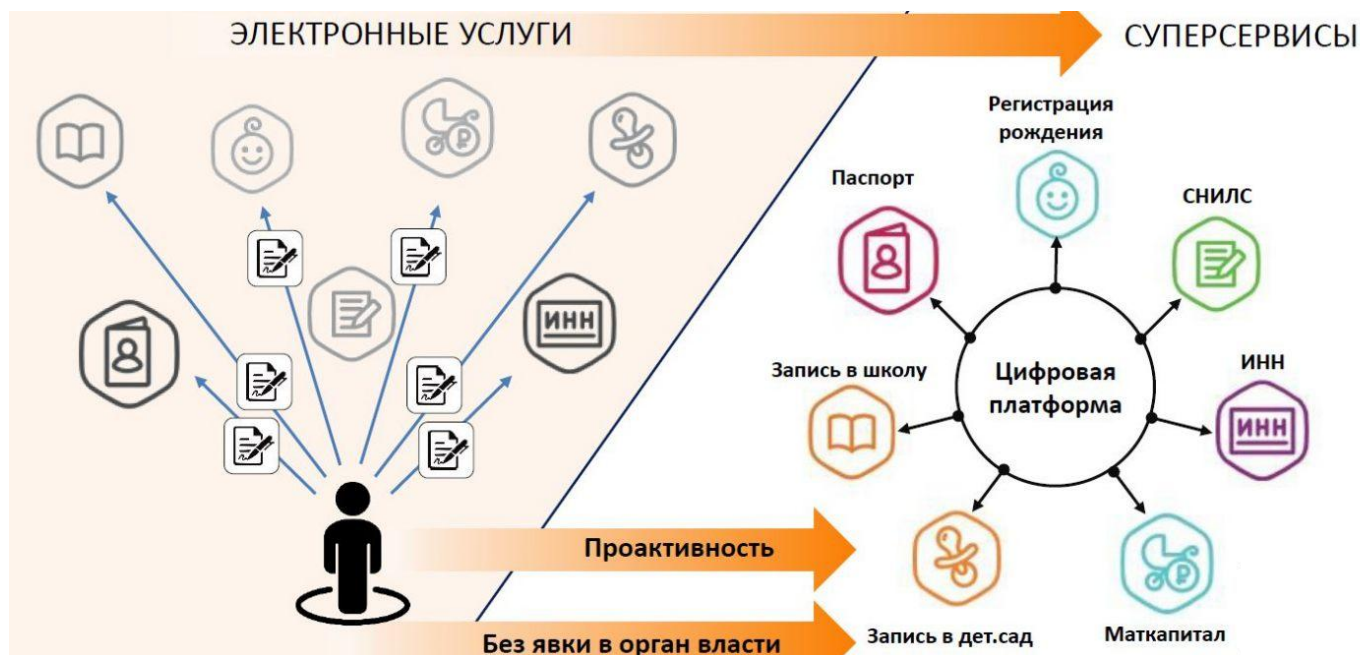 ЭЛЕКТРОННЫЕ УСЛУГИ
СУПЕРСЕРВИСЫ
Регистрация
рождения
Паспорт
СНИЛС
ИНН
Запись в школу
Цифровая
платформа
ИНН
ИНН
Проактивность
Без явки в орган власти
Запись в дет.сад
Маткапитал